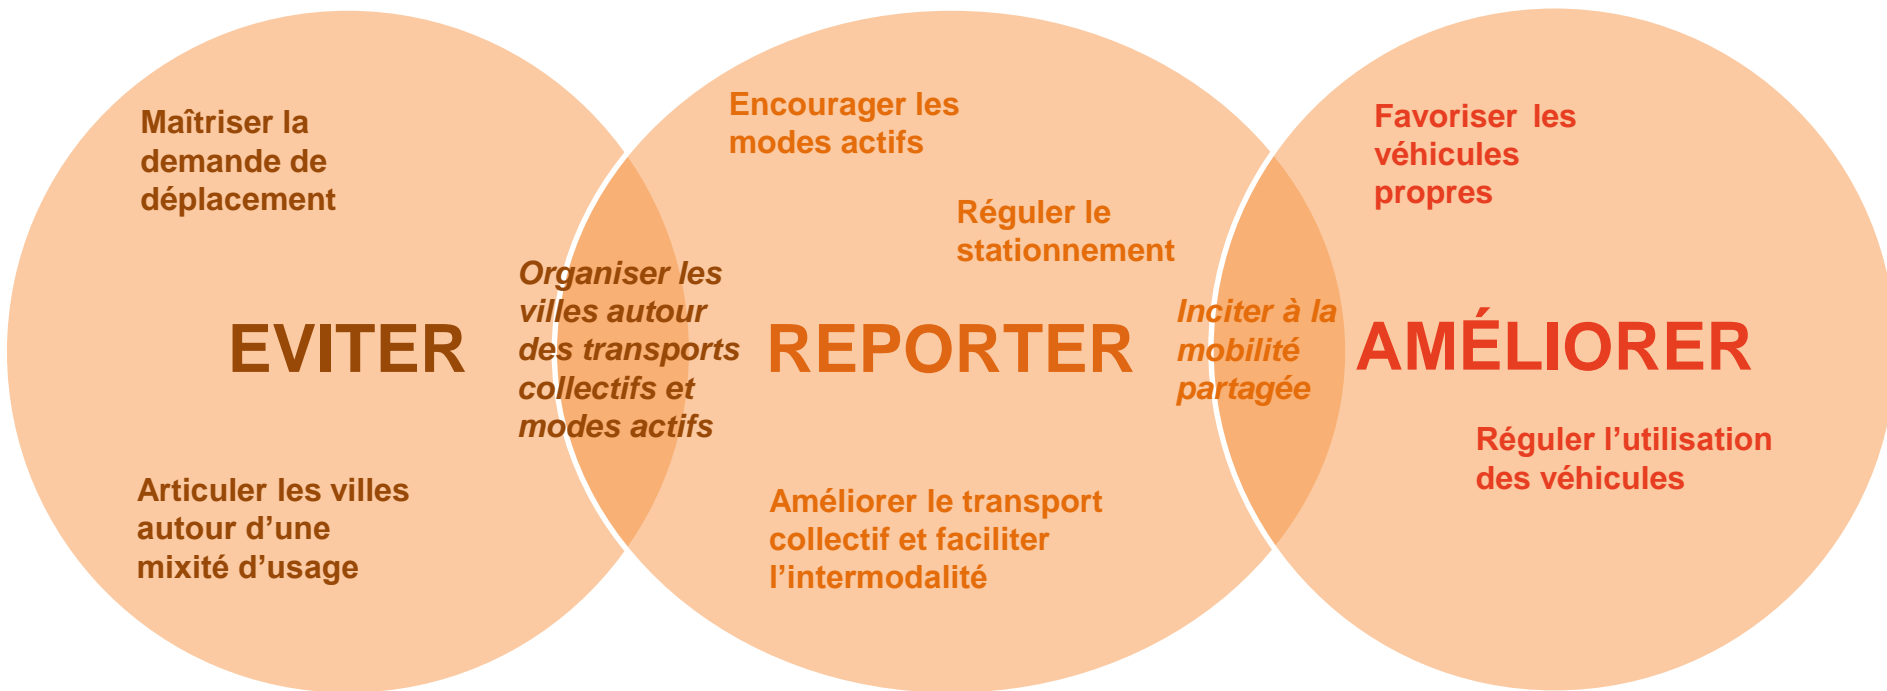 Maîtriser la
demande de
déplacement
EVITER
Articuler les villes
autour d’une
mixité d’usage
Organiser les
villes autour
des transports
collectifs et
modes actifs
Encourager les
modes actifs
Réguler le
stationnement
REPORTER
Améliorer le transport
collectif et faciliter
l’intermodalité
Inciter à la
mobilité
partagée
Favoriser les
véhicules
propres
AMÉLIORER
Réguler l’utilisation
des véhicules